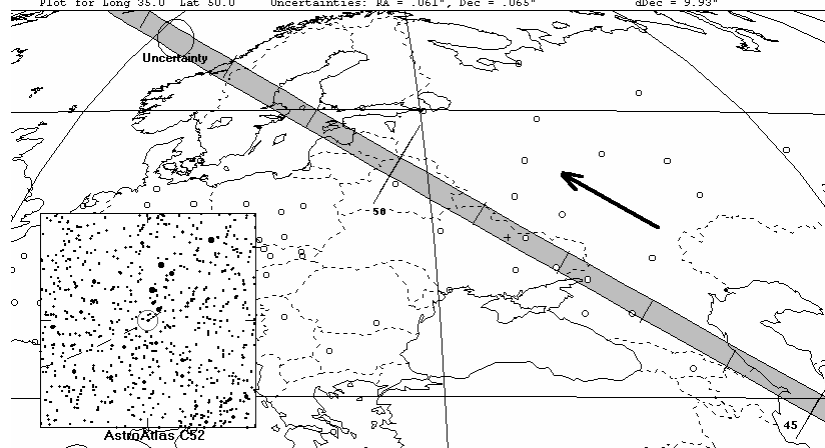 Plot for Long 35.0 Lat 50.0 Uncertainties: RA = .061", Dec = .065" dDec = 9.93"
Uncertainty
50
45
AstroAtlas C52